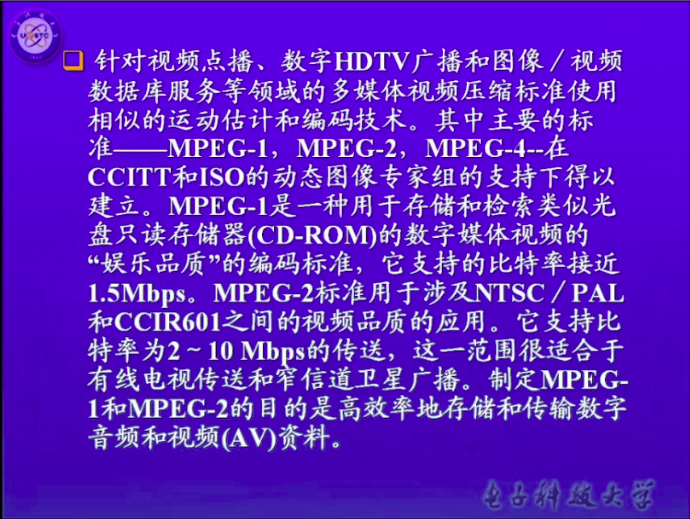 针对视频点播、数字HDTV广播和图像／视频
数据库服务等领域的多媒体视频压缩标准使用
相似的运动估计和编码技术。其中主要的标
准——MPEG-1，MPEG-2，MPEG-4--在
CCITT和ISO的动态图像专家组的支持下得以
建立。MPEG-1是一种用于存储和检索类似光
盘只读存储器(CD-ROM)的数字媒体视频的
“娱乐品质”的编码标准，它支持的比特率接近
1.5Mbps。MPEG-2标准用于涉及NTSC／PAL
和CCIR601之间的视频品质的应用。它支持比
特率为2～10 Mbps的传送，这一范围很适合于
有线电视传送和窄信道卫星广播。制定MPEG-
1和MPEG-2的目的是高效率地存储和传输数字
音频和视频(AV)资料。
电子科技大学